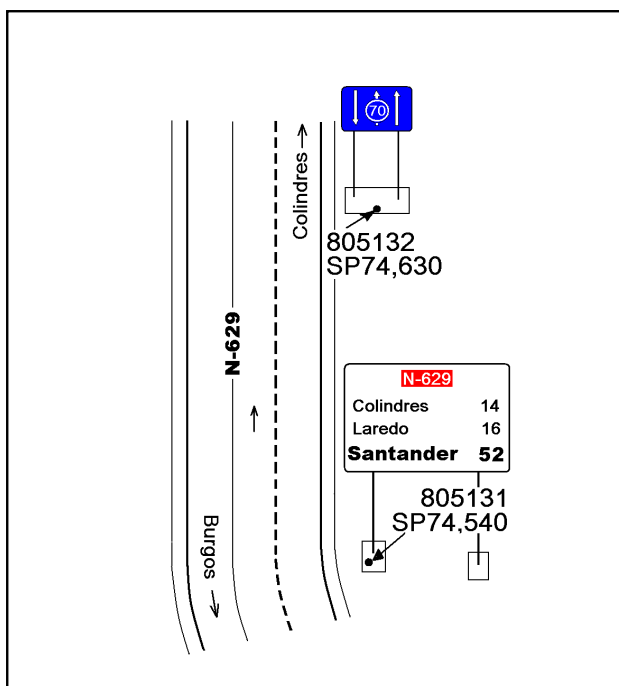 70
Colindres
805132
SP74,630
N-629
N-629
Colindres 14
Laredo 16
Santander 52
805131
SP74,540
Burgos